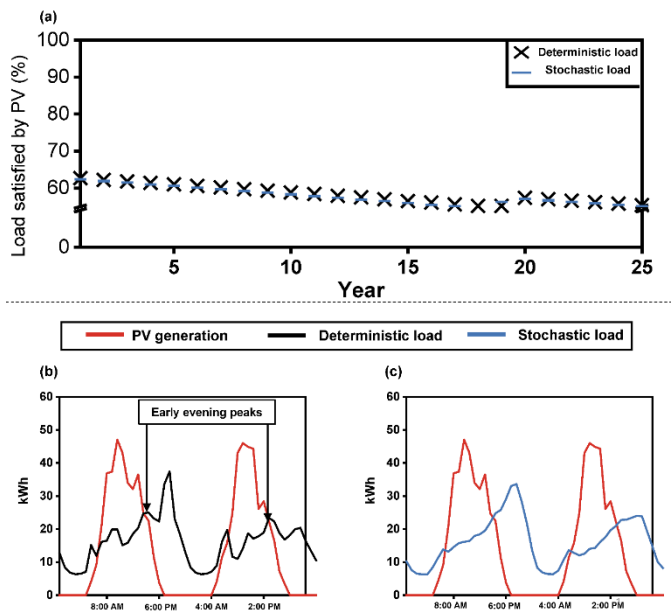 (a)
Load satisfied by PV (%)
100
90
80
70
60
0
Deterministic load
Stochastic load
5
10
15
20
25
Year
PV generation
Deterministic load
Stochastic load
(b)
Early evening peaks
kWh
60
50
40
30
20
10
0
8:00 AM
6:00 PM
4:00 AM
2:00 PM
(c)
kWh
60
50
40
30
20
10
0
8:00 AM
6:00 PM
4:00 AM
2:00 PM